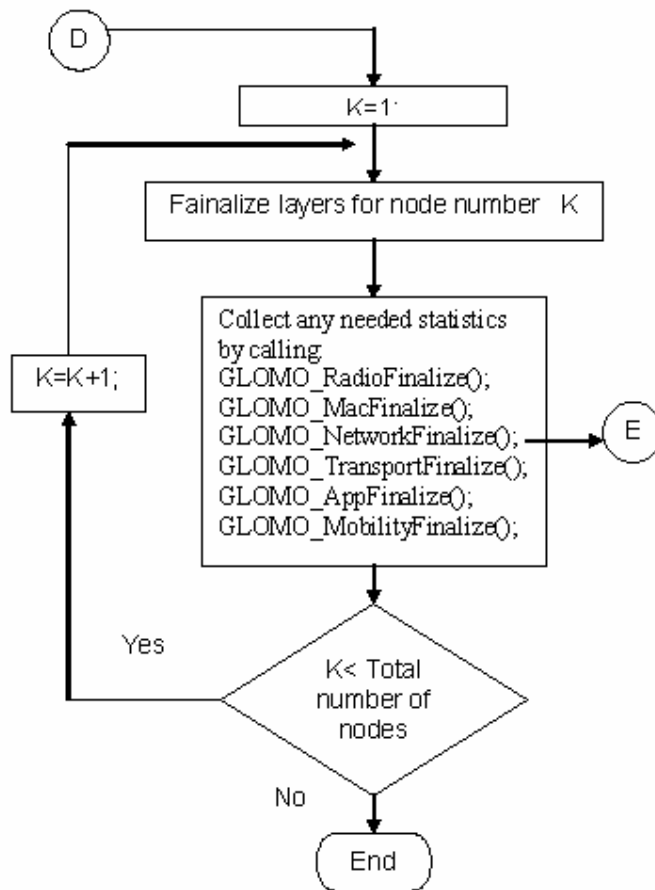 D
K=1;
Fainalize layers for node number K
Collect any needed statistics
by calling:
GLOMO_RadioFinalize();
GLOMO_MacFinalize();
GLOMO_NetworkFinalize();
GLOMO_TransportFinalize();
GLOMO_AppFinalize();
GLOMO_MobilityFinalize();
E
K=K+1;
Yes
K< Total
number of
nodes
No
End